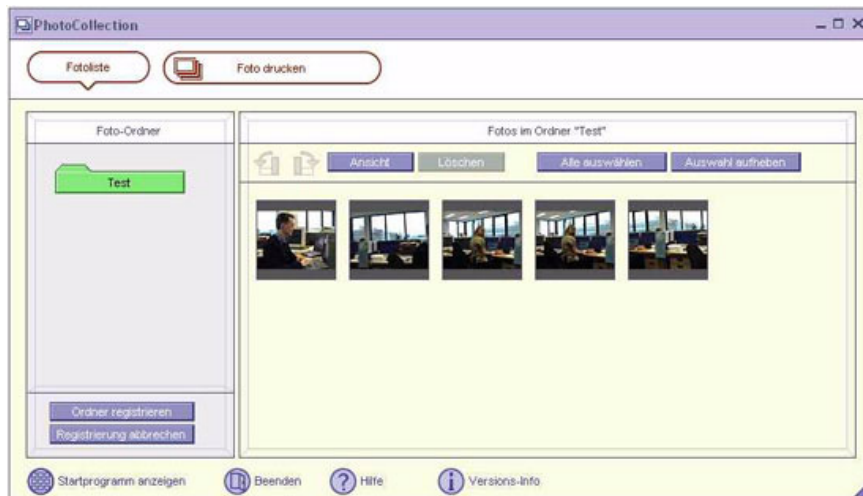 PhotoCollection
Fotoliste
Foto drucken
Foto-Ordner
Fotos im Ordner "Test"
Ansicht
Löschen
Alle auswählen
Auswahl aufheben
Test
Ordner registrieren
Registrierung abbrechen
Startprogramm anzeigen
Beenden
Hilfe
Versions-Info